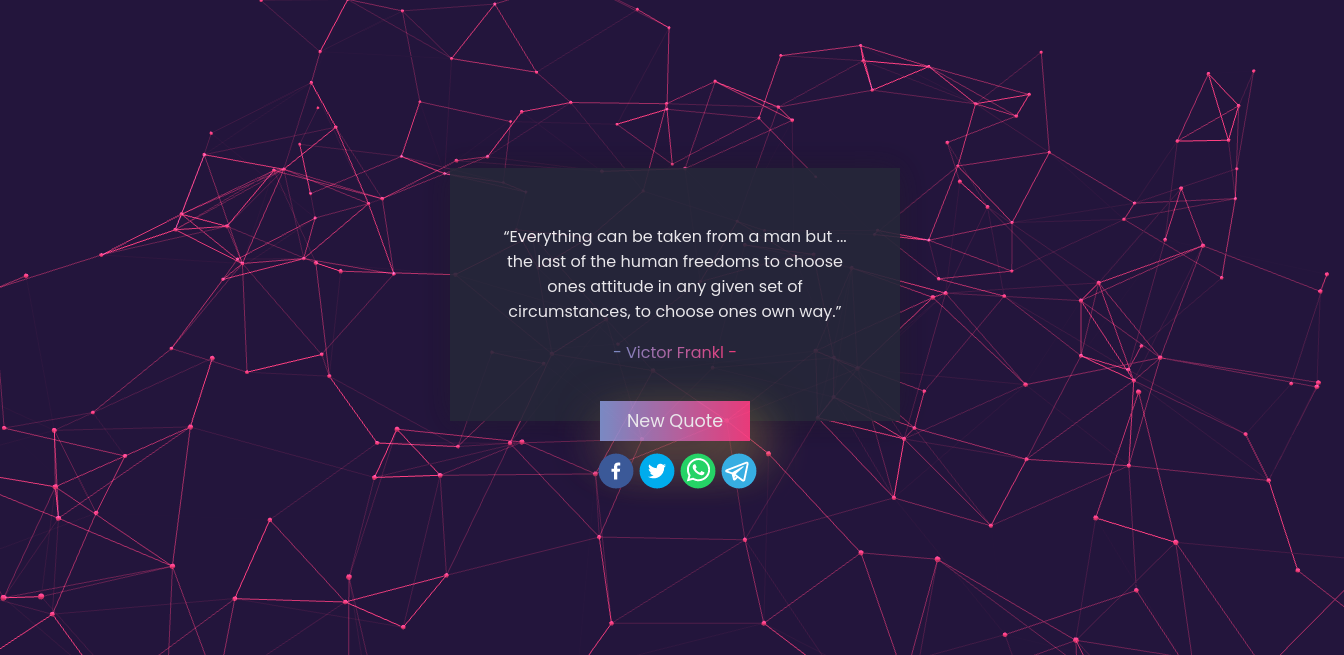 “Everything can be taken from a man but ...
the last of the human freedoms to choose
ones attitude in any given set of
circumstances, to choose ones own way.”
- Victor Frankl -
New Quote